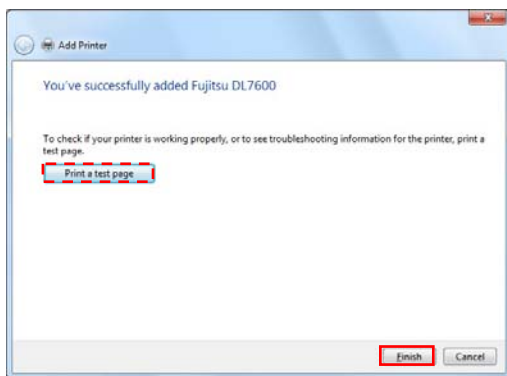 Add Printer
You've successfully added Fujitsu DL7600
To check if your printer is working properly, or to see troubleshooting information for the printer, print a
test page.
Print a test page
Finish Cancel